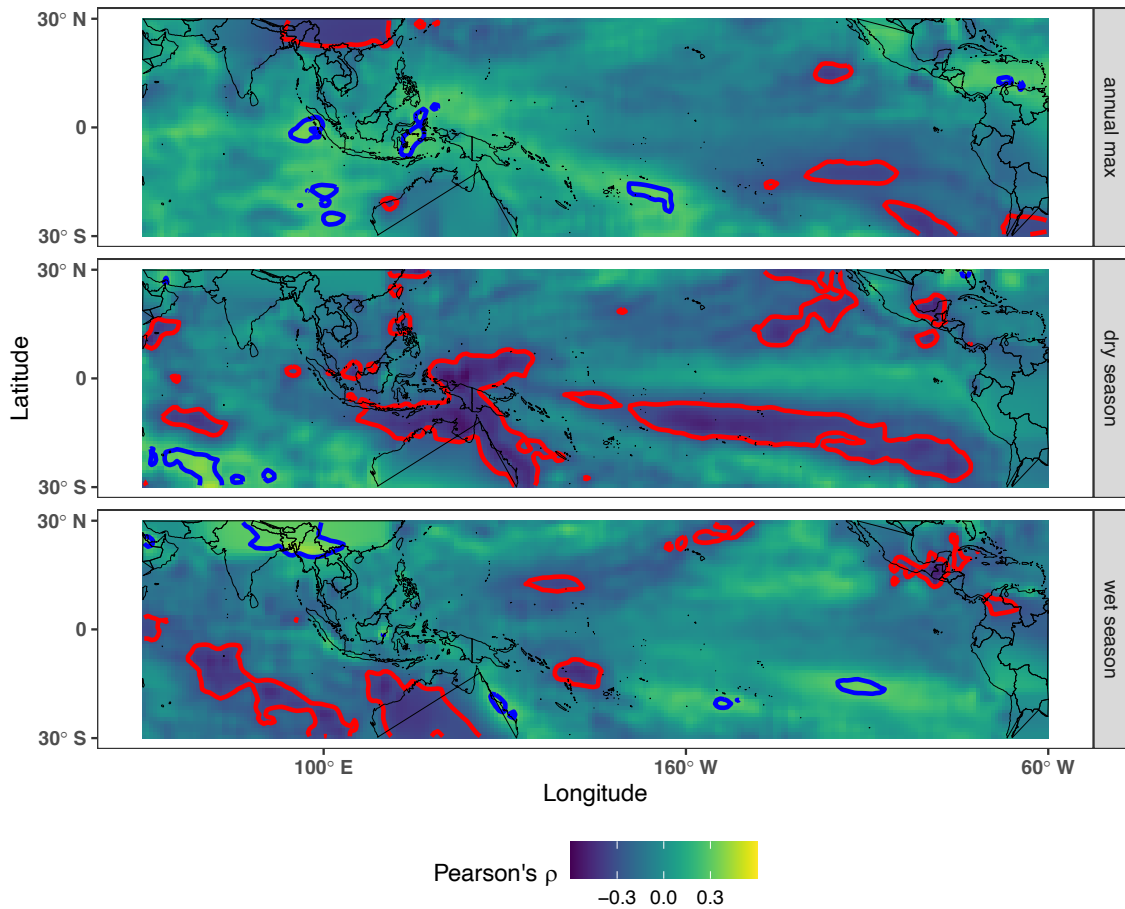 30° N
0
30° S
annual max
30° N
0
30° S
dry season
30° N
0
30° S
wet season
Latitude
100° E
160° W
60° W
Longitude
Pearson's ρ
−0.3
0.0
0.3